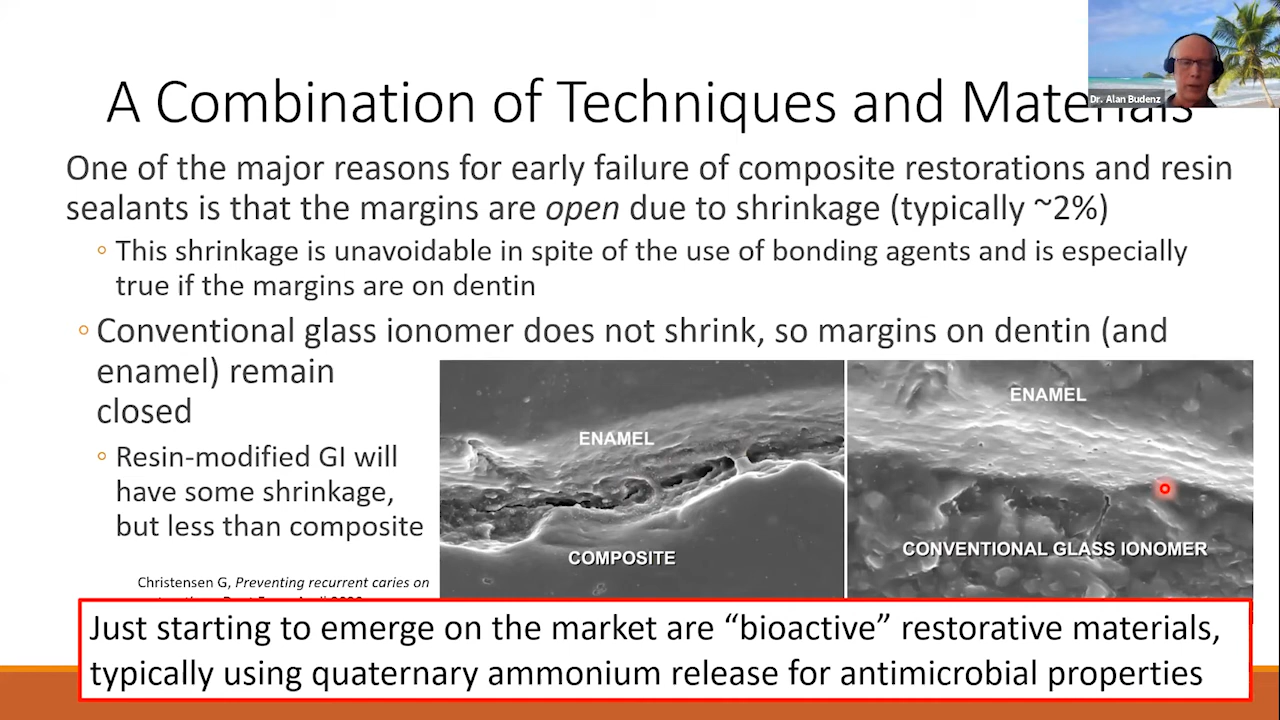 Dr. Alan Budenz
A Combination of Techniques and Materials
One of the major reasons for early failure of composite restorations and resin
sealants is that the margins are open due to shrinkage (typically ~2%)
◦ This shrinkage is unavoidable in spite of the use of bonding agents and is especially
true if the margins are on dentin
◦ Conventional glass ionomer does not shrink, so margins on dentin (and
enamel) remain
closed
◦ Resin-modified GI will
have some shrinkage,
but less than composite
ENAMEL
COMPOSITE
ENAMEL
CONVENTIONAL GLASS IONOMER
Christensen G, Preventing recurrent caries on
Just starting to emerge on the market are “bioactive” restorative materials,
typically using quaternary ammonium release for antimicrobial properties